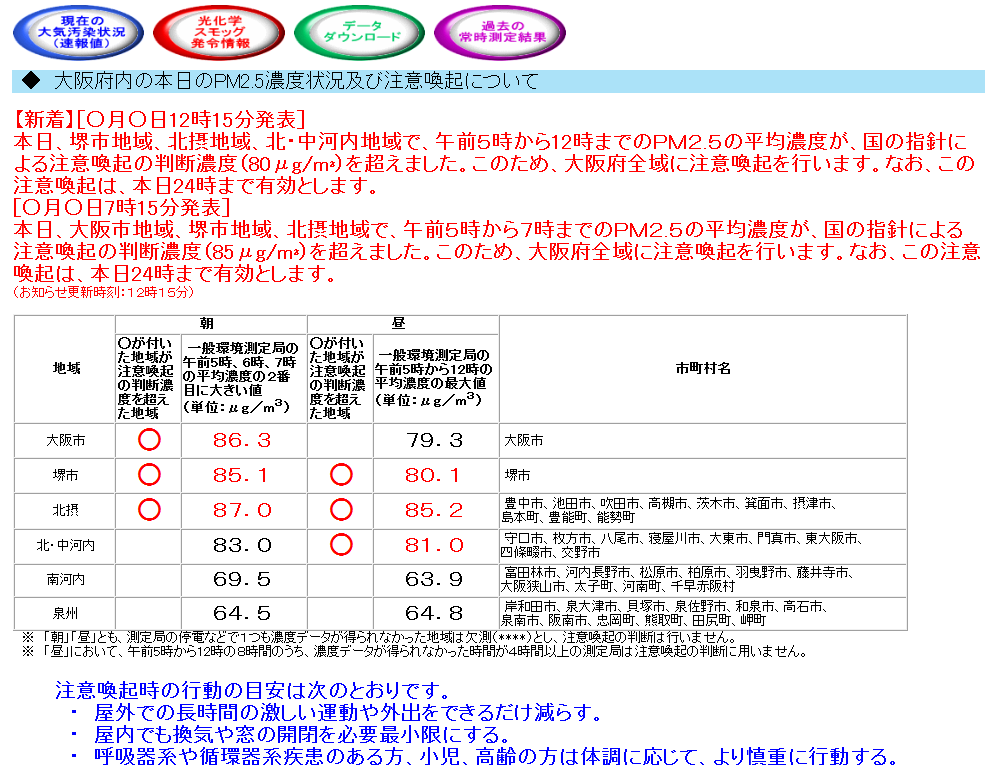 現在の
大気汚染状況
(速報値)
光化学
スモッグ
発令情報
データ
ダウンロード
過去の
常時測定結果
◆ 大阪府内の本日のPM2.5濃度状況及び注意喚起について
【新着】[〇月〇日12時15分発表]
本日、堺市地域、北摂地域、北・中河内地域で、午前5時から12時までのPM2.5の平均濃度が、国の指針に
よる注意喚起の判断濃度(80μg/m³)を超えました。このため、大阪府全域に注意喚起を行います。なお、この
注意喚起は、本日24時まで有効とします。
[〇月〇日7時15分発表]
本日、大阪市地域、堺市地域、北摂地域で、午前5時から7時までのPM2.5の平均濃度が、国の指針による
注意喚起の判断濃度(85μg/m³)を超えました。このため、大阪府全域に注意喚起を行います。なお、この注意
喚起は、本日24時まで有効とします。
(お知らせ更新時刻:12時15分)
地域
朝
昼
市町村名
〇が付い
た地域が
注意喚起
の判断濃
度を超え
た地域
一般環境測定局の
午前5時、6時、7時
の平均濃度の2番
目に大きい値
(単位:μg/m³)
〇が付い
た地域が
注意喚起
の判断濃
度を超え
た地域
一般環境測定局の
午前5時から12時の
平均濃度の最大値
(単位:μg/m³)
大阪市 〇 86.3 79.3 大阪市
堺市 〇 85.1 〇 80.1 堺市
北摂 〇 87.0 〇 85.2 豊中市、池田市、吹田市、高槻市、茨木市、箕面市、摂津市、
島本町、豊能町、能勢町
北・中河内 83.0 〇 81.0 守口市、枚方市、八尾市、寝屋川市、大東市、門真市、東大阪市、
四條畷市、交野市
南河内 69.5 63.9 富田林市、河内長野市、松原市、柏原市、羽曳野市、藤井寺市、
大阪狭山市、太子町、河南町、千早赤阪村
泉州 64.5 64.8 岸和田市、泉大津市、貝塚市、泉佐野市、和泉市、高石市、
泉南市、阪南市、忠岡町、熊取町、田尻町、岬町
※ 「朝」「昼」とも、測定局の停電などで1つも濃度データが得られなかった地域は欠測(****)とし、注意喚起の判断は行いません。
※ 「昼」において、午前5時から12時の8時間のうち、濃度データが得られなかった時間が4時間以上の測定局は注意喚起の判断に用いません。
注意喚起時の行動の目安は次のとおりです。
・ 屋外での長時間の激しい運動や外出をできるだけ減らす。
・ 屋内でも換気や窓の開閉を必要最小限にする。
・ 呼吸器系や循環器系疾患のある方、小児、高齢の方は体調に応じて、より慎重に行動する。